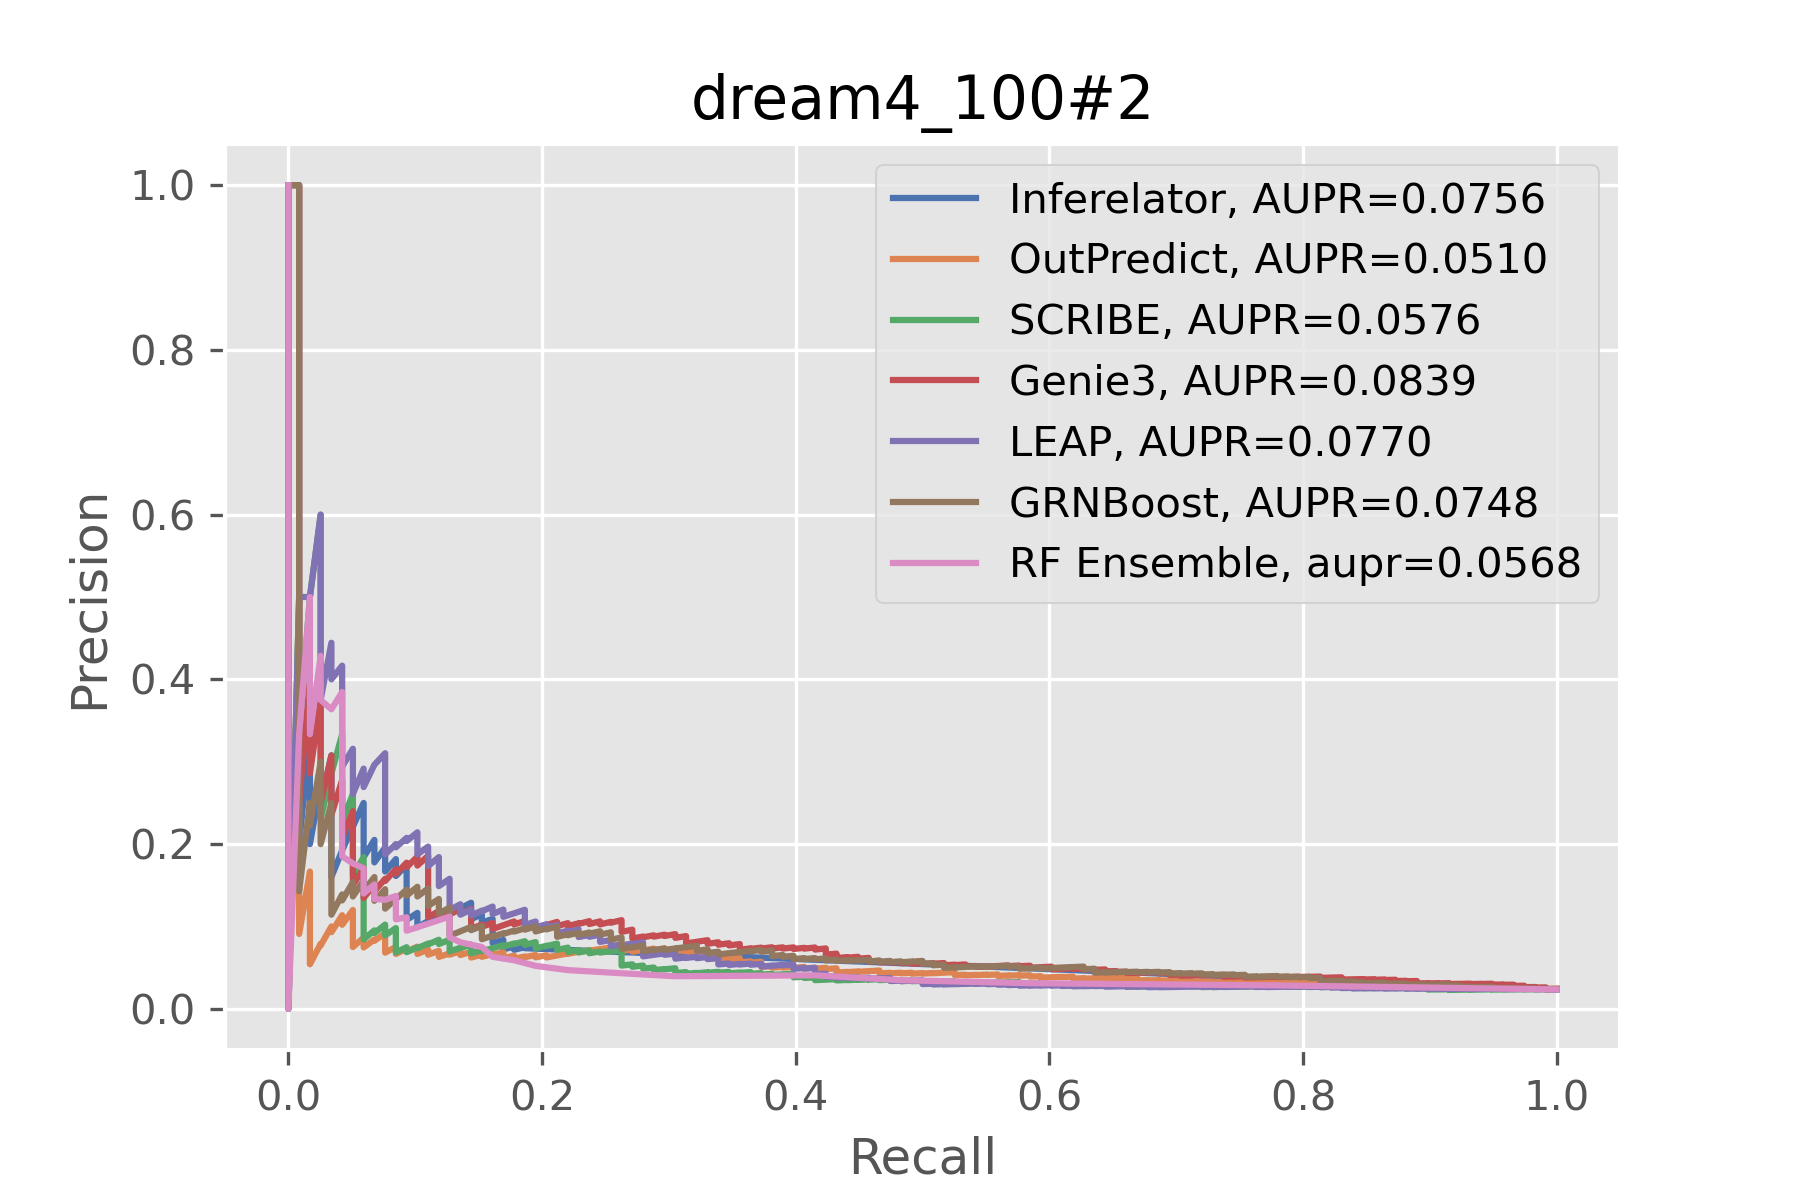 dream4_100#2
1.0
0.8
0.6
0.4
0.2
0.0
Precision
Inferelator, AUPR=0.0756
OutPredict, AUPR=0.0510
SCRIBE, AUPR=0.0576
Genie3, AUPR=0.0839
LEAP, AUPR=0.0770
GRNBoost, AUPR=0.0748
RF Ensemble, aupr=0.0568
0.0 0.2 0.4 0.6 0.8 1.0
Recall